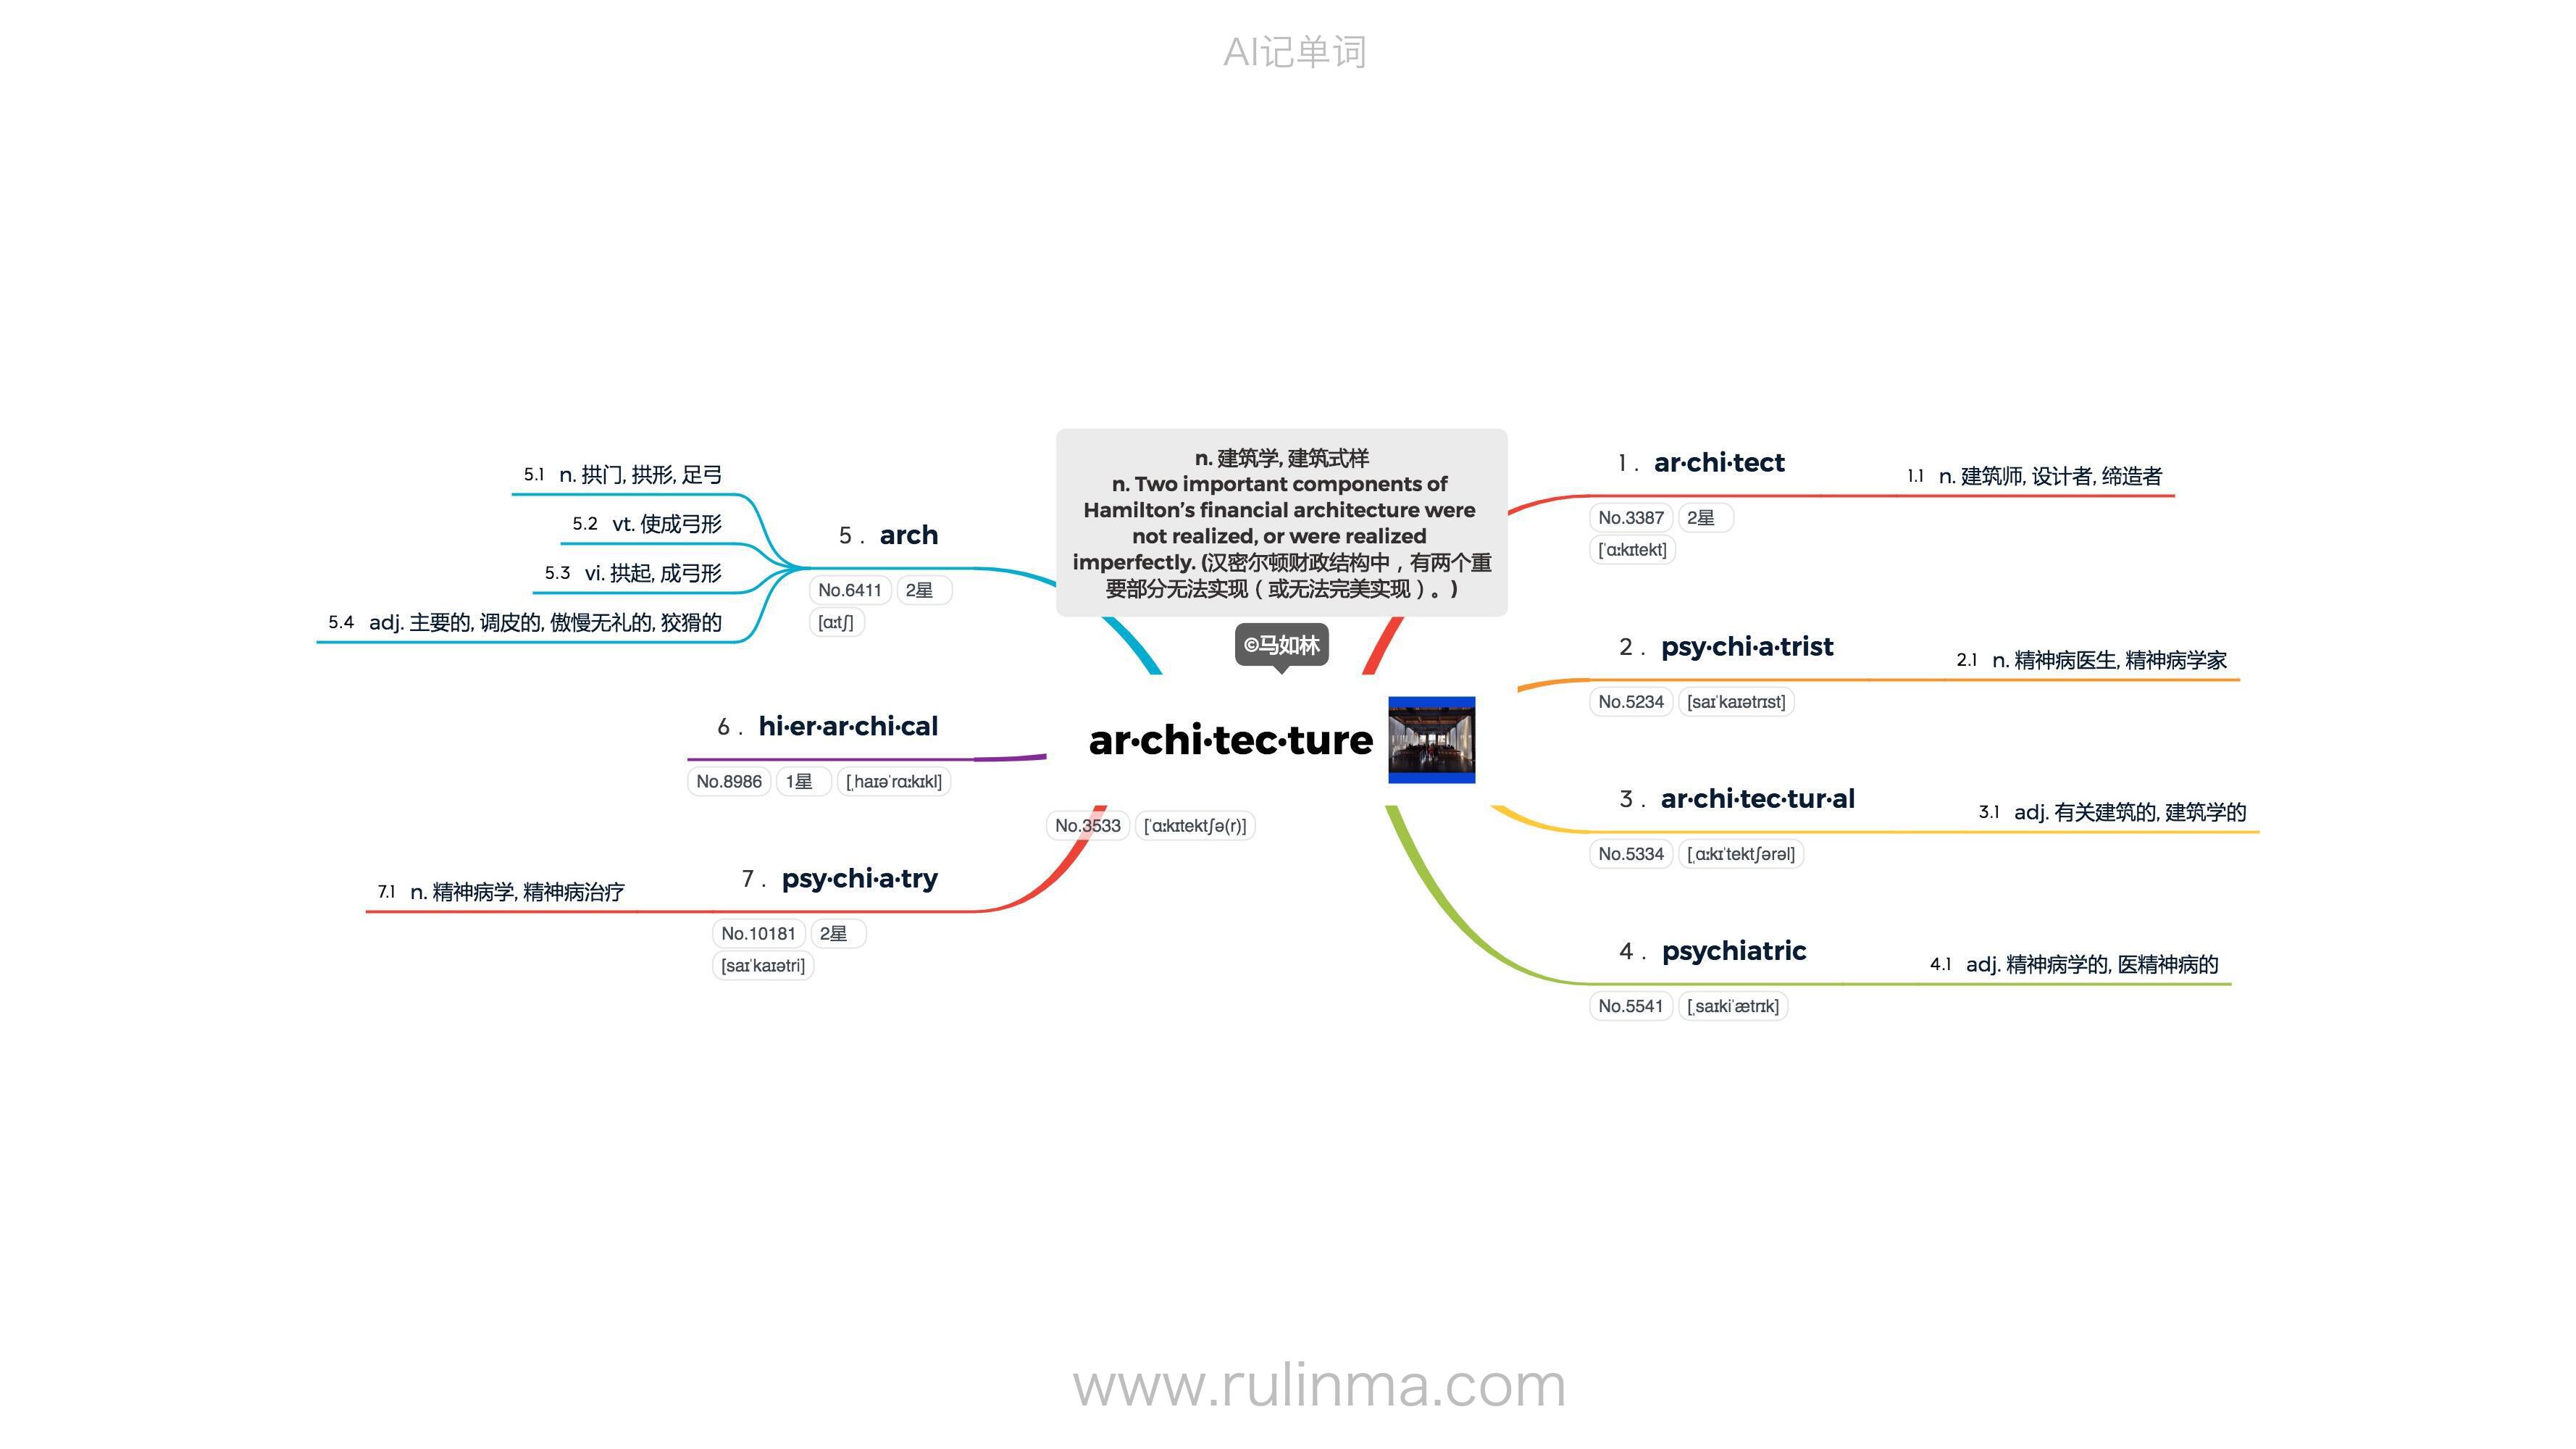 AI记单词
n. 建筑学, 建筑式样
n. Two important components of
Hamilton’s financial architecture were
not realized, or were realized
imperfectly. (汉密尔顿财政结构中，有两个重
要部分无法实现（或无法完美实现）。)
©马如林
ar·chi·tec·ture
No.3533 [ˈɑːkɪtektʃə(r)]
1 . ar·chi·tect
No.3387 2星
[ˈɑːkɪtekt]
1.1 n. 建筑师, 设计者, 缔造者
2 . psy·chi·a·trist
No.5234 [saɪˈkaɪətrɪst]
2.1 n. 精神病医生, 精神病学家
3 . ar·chi·tec·tur·al
No.5334 [ˌɑːkɪˈtektʃərəl]
3.1 adj. 有关建筑的, 建筑学的
4 . psychiatric
No.5541 [ˌsaɪkiˈætrɪk]
4.1 adj. 精神病学的, 医精神病的
5 . arch
No.6411 2星
[ɑːtʃ]
5.1 n. 拱门, 拱形, 足弓
5.2 vt. 使成弓形
5.3 vi. 拱起, 成弓形
5.4 adj. 主要的, 调皮的, 傲慢无礼的, 狡猾的
6 . hi·er·ar·chi·cal
No.8986 1星 [ˌhaɪəˈrɑːkɪkl]
7 . psy·chi·a·try
No.10181 2星
[saɪˈkaɪətri]
7.1 n. 精神病学, 精神病治疗
www.rulinma.com